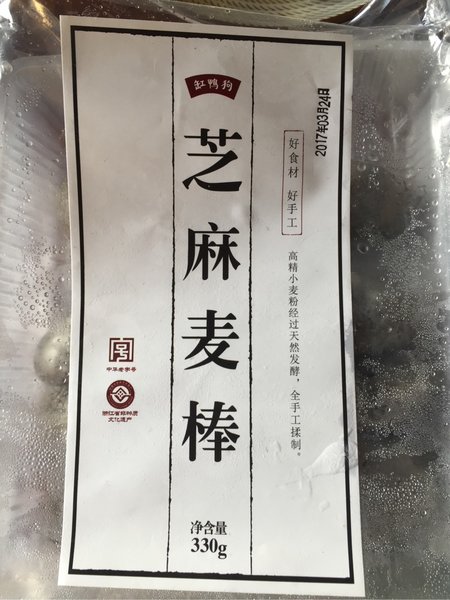 缸鸭狗
芝麻麦棒
2017年03月24日
好食材 好手工
高精小麦粉经过天然发酵，全手工揉制。
中华老字号
浙江省非物质
文化遗产
净含量
330g